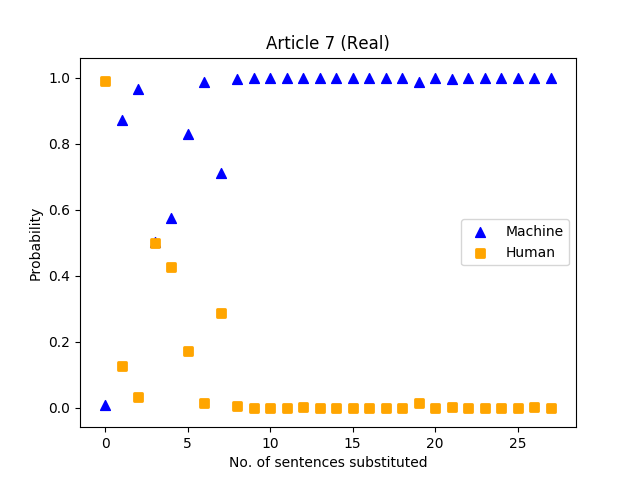 Article 7 (Real)
1.0
0.8
0.6
0.4
0.2
0.0
Probability
Machine
Human
0 5 10 15 20 25
No. of sentences substituted